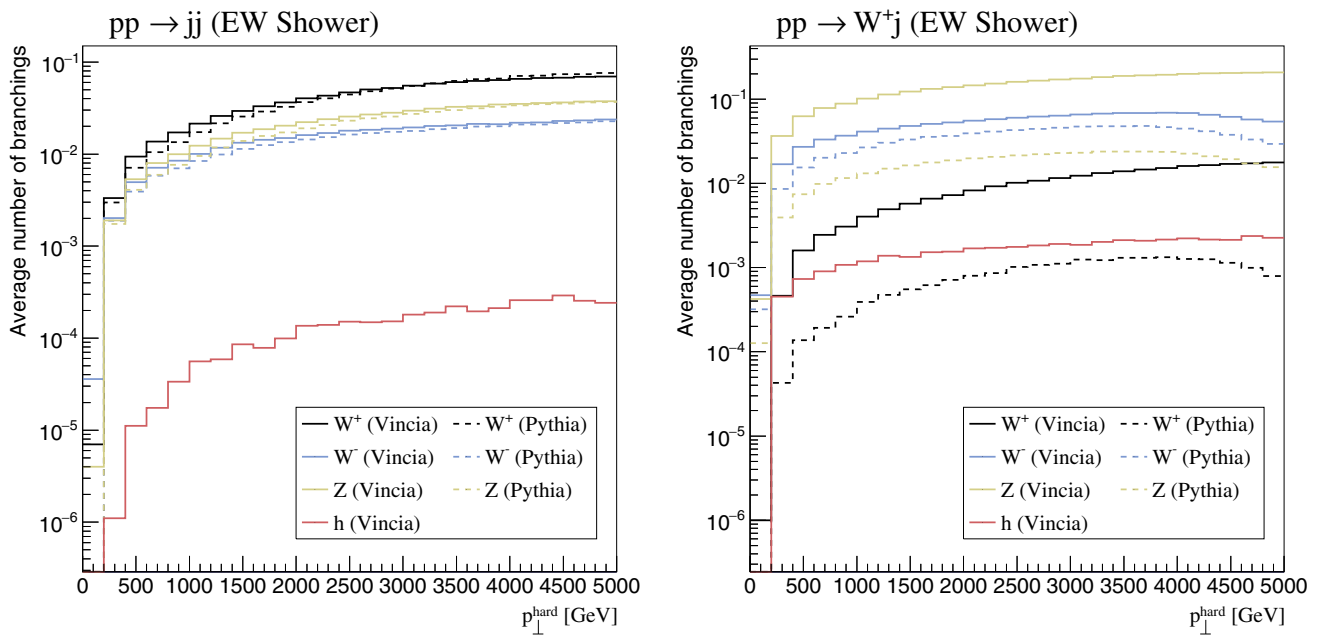 pp → jj (EW Shower)
Average number of branchings
10⁻¹
10⁻²
10⁻³
10⁻⁴
10⁻⁵
10⁻⁶
W⁺ (Vincia) W⁺ (Pythia)
W⁻ (Vincia) W⁻ (Pythia)
Z (Vincia) Z (Pythia)
h (Vincia)
0 500 1000 1500 2000 2500 3000 3500 4000 4500 5000
p⊥^hard [GeV]
pp → W⁺j (EW Shower)
Average number of branchings
10⁻¹
10⁻²
10⁻³
10⁻⁴
10⁻⁵
10⁻⁶
W⁺ (Vincia) W⁺ (Pythia)
W⁻ (Vincia) W⁻ (Pythia)
Z (Vincia) Z (Pythia)
h (Vincia)
0 500 1000 1500 2000 2500 3000 3500 4000 4500 5000
p⊥^hard [GeV]